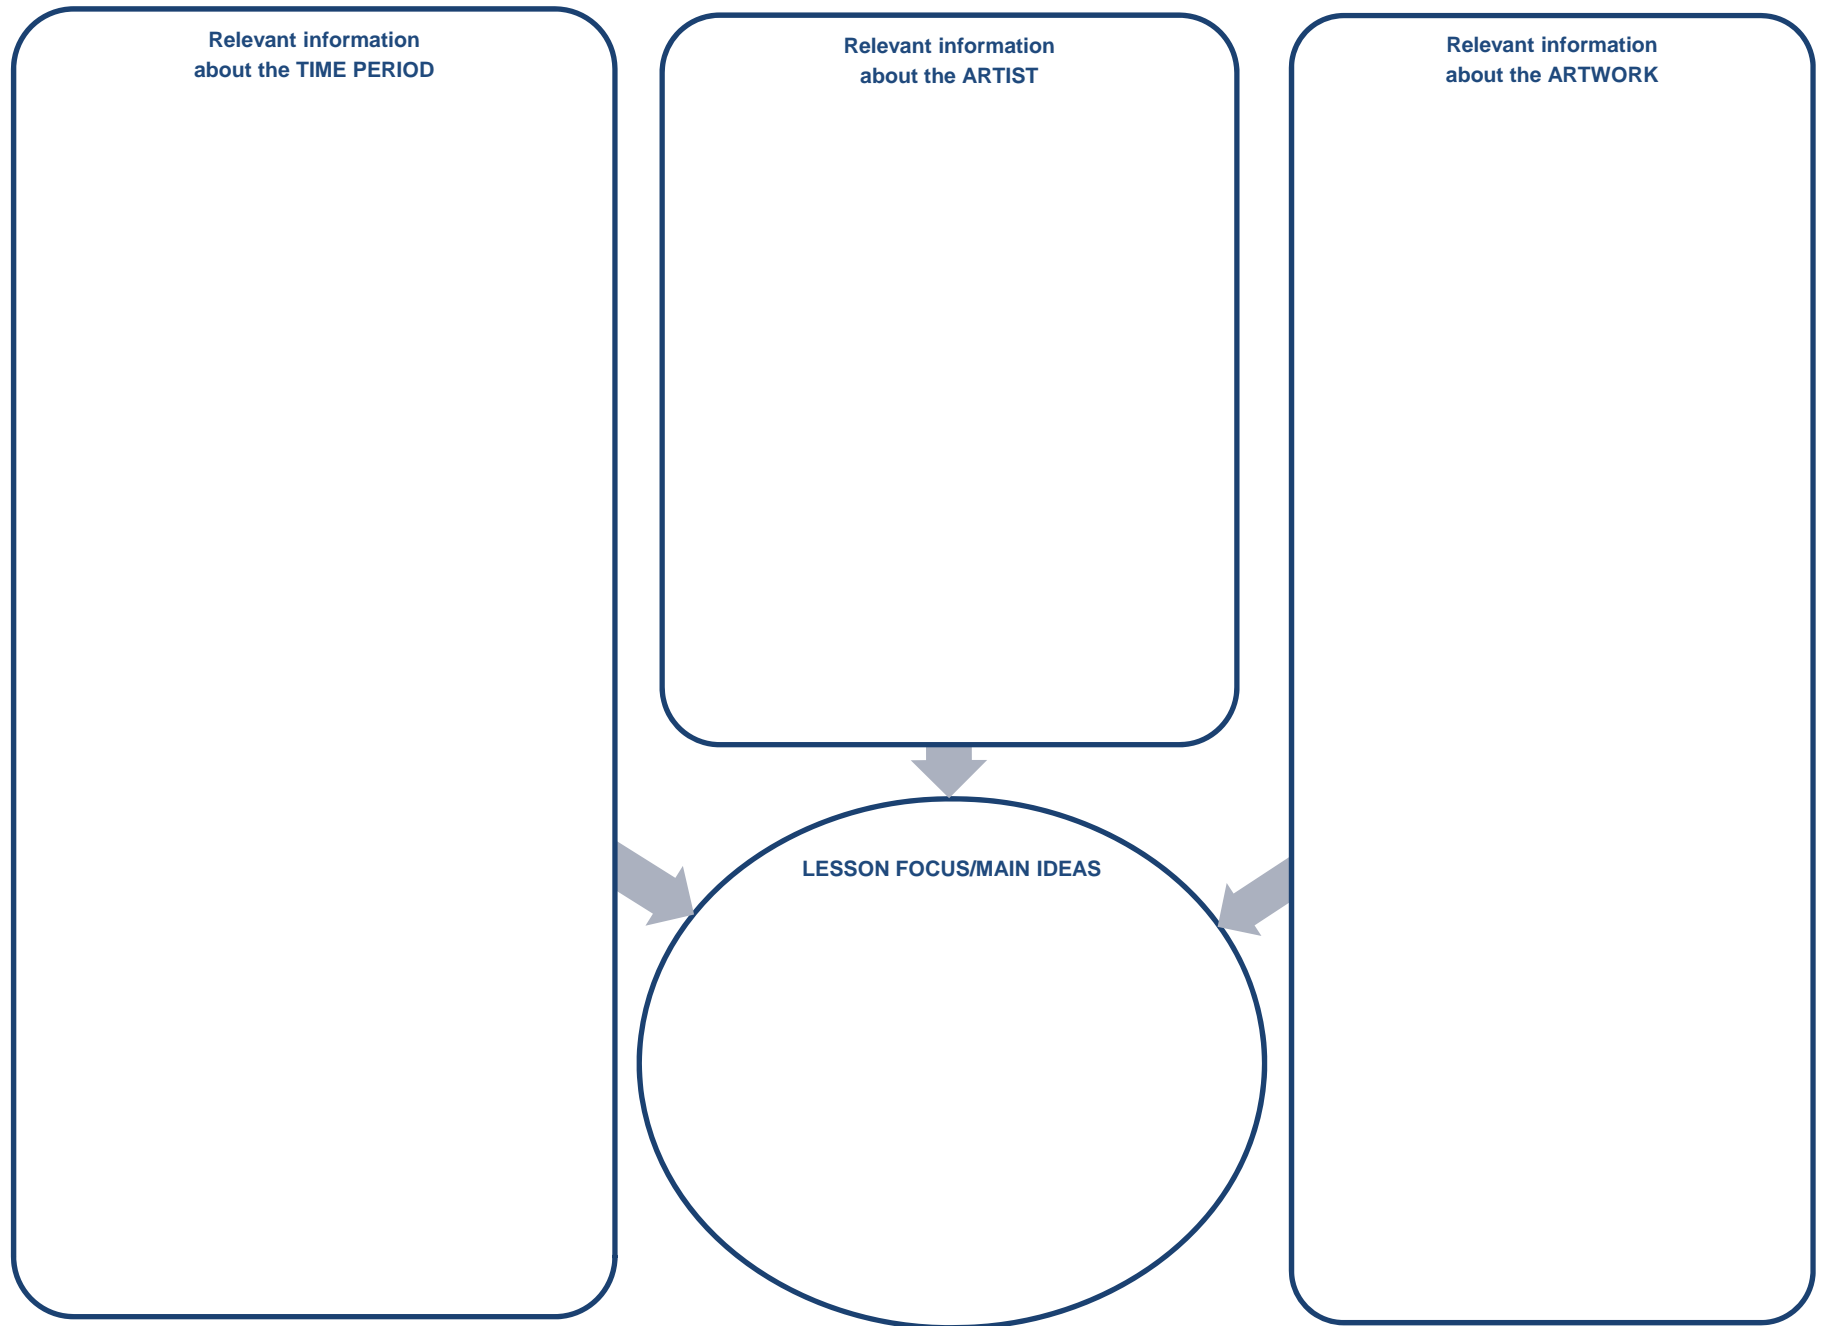 Relevant information
about the TIME PERIOD
Relevant information
about the ARTIST
Relevant information
about the ARTWORK
LESSON FOCUS/MAIN IDEAS